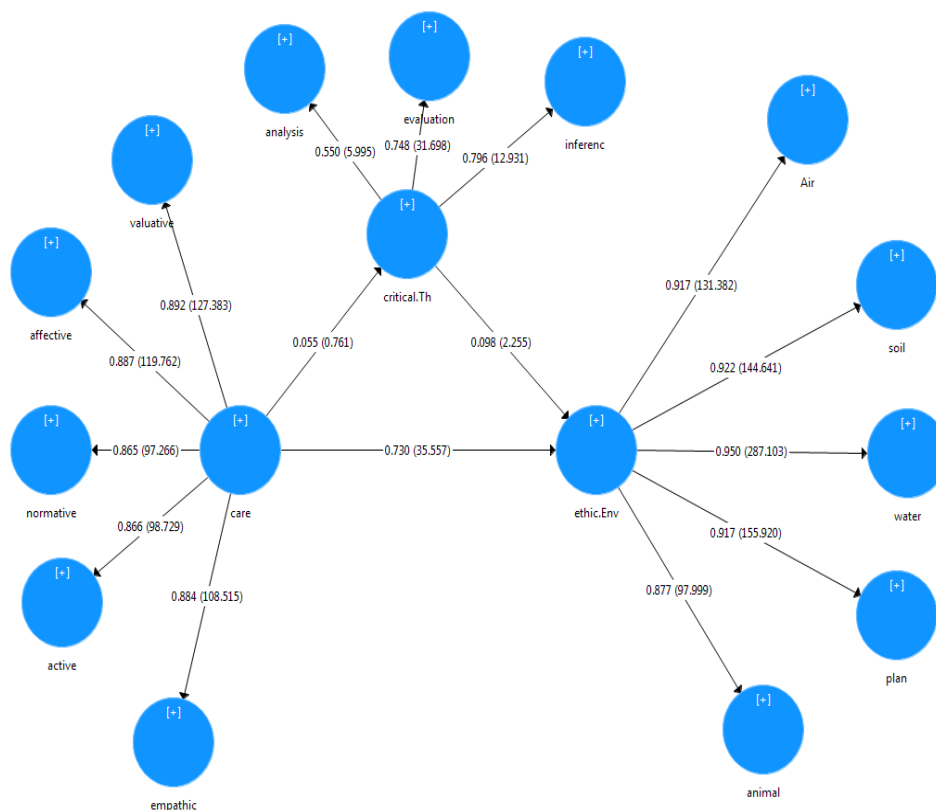 [+]
evaluation
[+]
analysis
[+]
inferenc
[+]
Air
[+]
valuative
0.550 (5.995)
0.748 (31.698)
0.796 (12.931)
[+]
critical.Th
[+]
affective
[+]
soil
0.892 (127.383)
0.917 (131.382)
0.887 (119.762)
0.055 (0.761)
0.098 (2.255)
0.922 (144.641)
[+]
normative
0.865 (97.266)
[+]
care
0.730 (35.557)
[+]
ethic.Env
0.950 (287.103)
[+]
water
0.866 (98.729)
0.917 (155.920)
[+]
active
0.884 (108.515)
0.877 (97.999)
[+]
plan
[+]
empathic
[+]
animal